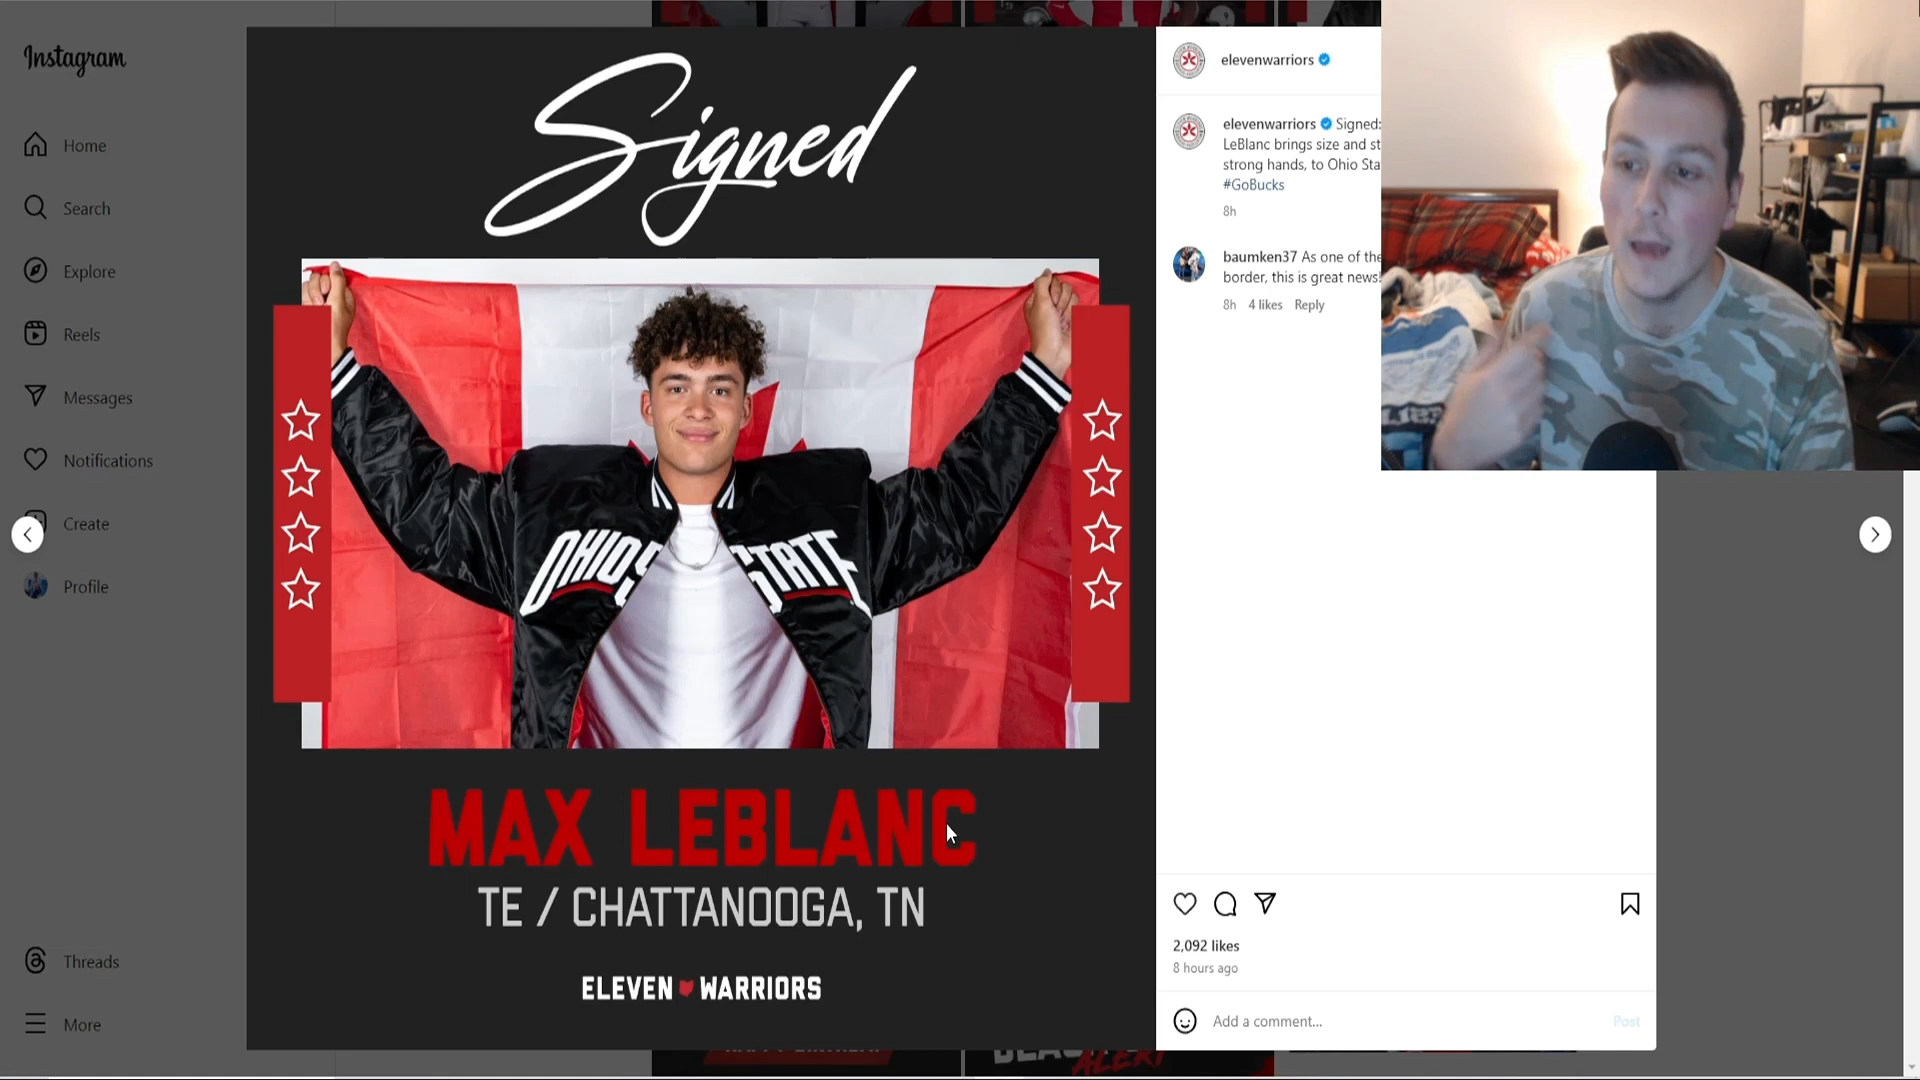 Instagram
Home
Search
Explore
Reels
Messages
Notifications
Create
Profile
Threads
More
Signed
OHIO STATE
MAX LEBLANC
TE / CHATTANOOGA, TN
ELEVEN WARRIORS
elevenwarriors
elevenwarriors Signed:
LeBlanc brings size and st
strong hands, to Ohio Sta
#GoBucks
8h
baumken37 As one of the
border, this is great news!
8h 4 likes Reply
2,092 likes
8 hours ago
Add a comment...
Post
ALERT